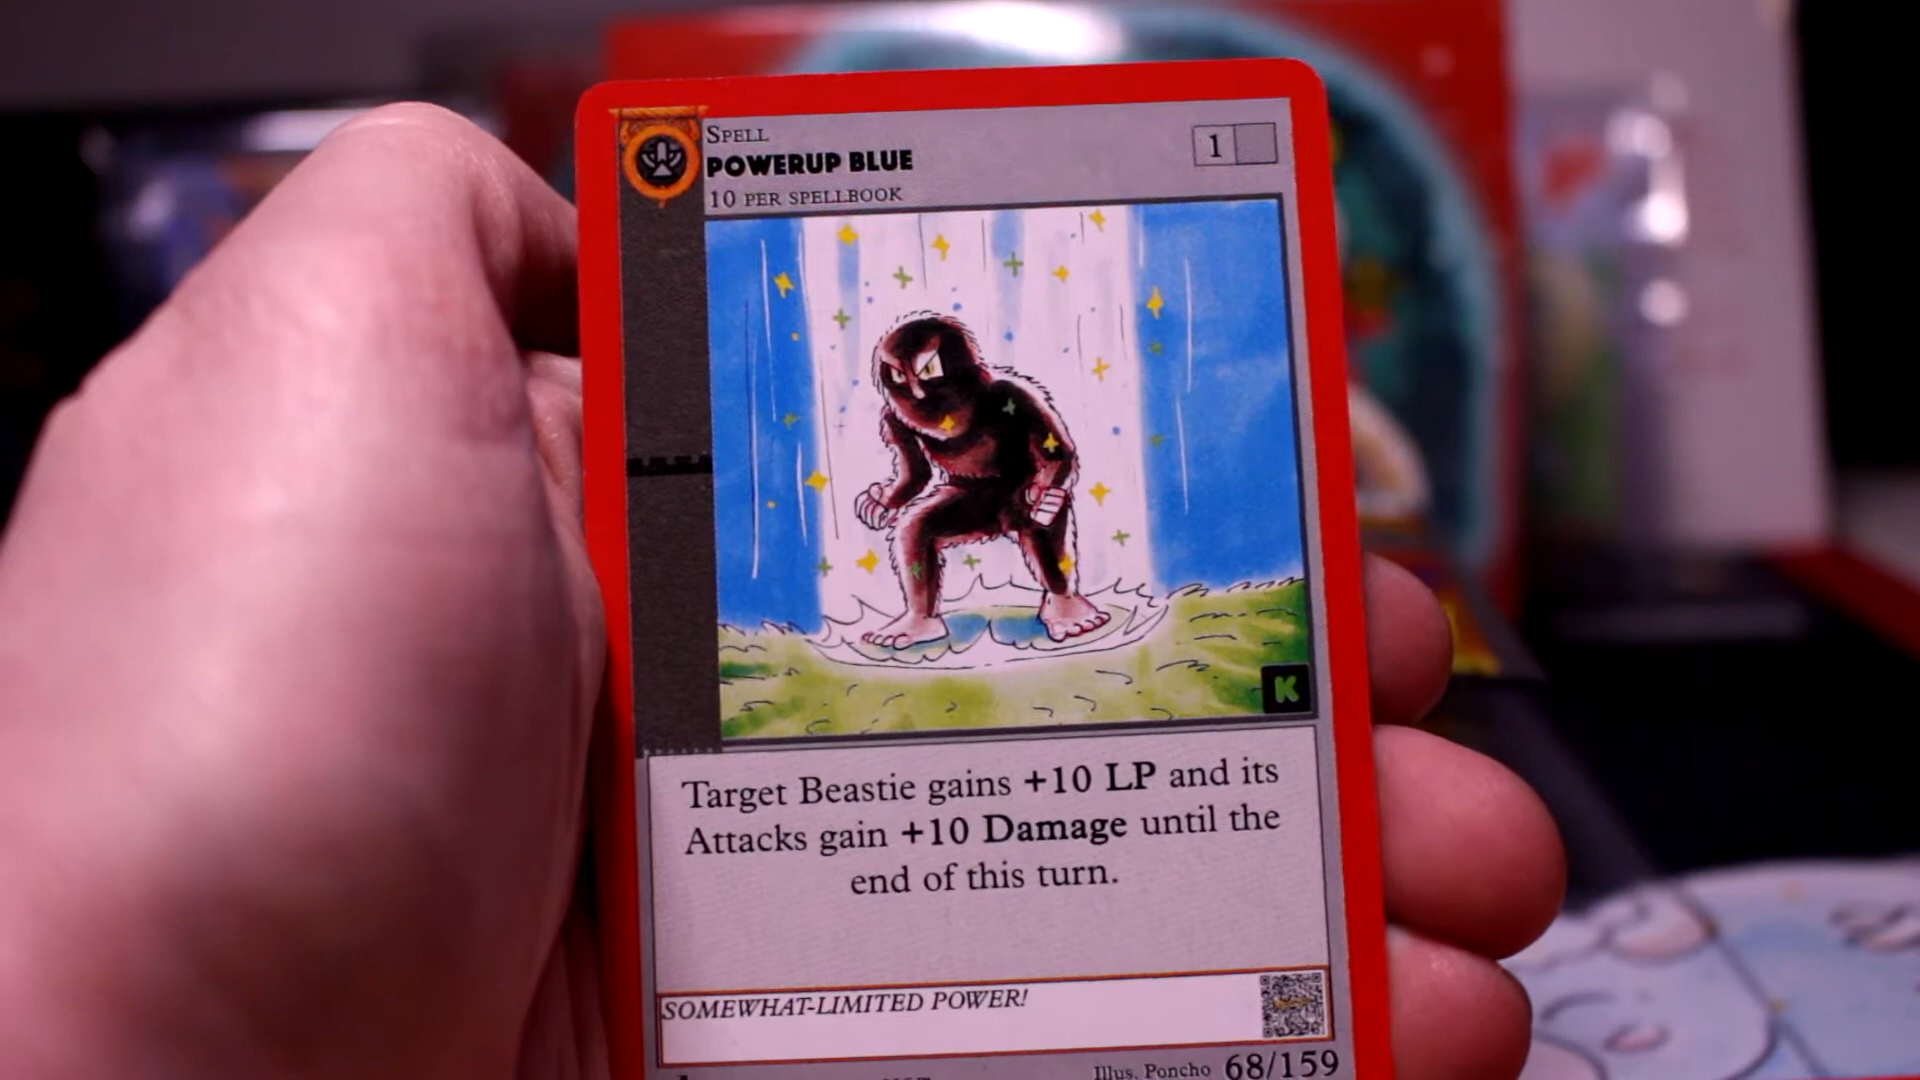 SPELL
POWERUP BLUE
10 PER SPELLBOOK
1
K
Target Beastie gains +10 LP and its
Attacks gain +10 Damage until the
end of this turn.
SOMEWHAT-LIMITED POWER!
Illus. Poncho 68/159